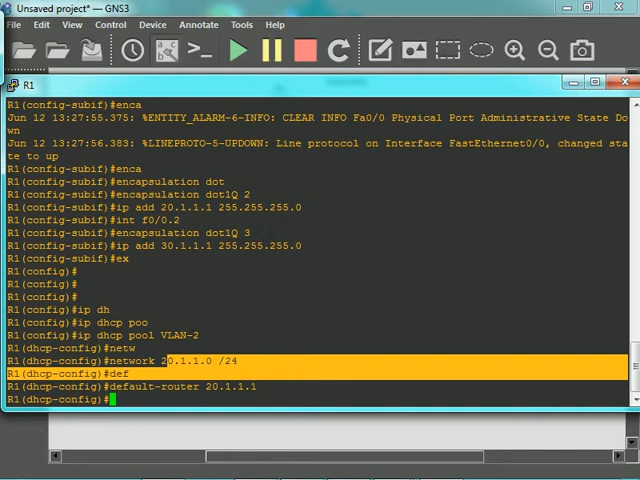 Unsaved project* — GNS3
File Edit View Control Device Annotate Tools Help
R1
R1(config-subif)#enca
Jun 12 13:27:55.375: %ENTITY_ALARM-6-INFO: CLEAR INFO Fa0/0 Physical Port Administrative State Do
wn
Jun 12 13:27:56.383: %LINEPROTO-5-UPDOWN: Line protocol on Interface FastEthernet0/0, changed sta
te to up
R1(config-subif)#enca
R1(config-subif)#encapsulation dot
R1(config-subif)#encapsulation dot1Q 2
R1(config-subif)#ip add 20.1.1.1 255.255.255.0
R1(config-subif)#int f0/0.2
R1(config-subif)#encapsulation dot1Q 3
R1(config-subif)#ip add 30.1.1.1 255.255.255.0
R1(config-subif)#ex
R1(config)#
R1(config)#
R1(config)#
R1(config)#ip dh
R1(config)#ip dhcp poo
R1(config)#ip dhcp pool VLAN-2
R1(dhcp-config)#netw
R1(dhcp-config)#network 20.1.1.0 /24
R1(dhcp-config)#def
R1(dhcp-config)#default-router 20.1.1.1
R1(dhcp-config)#